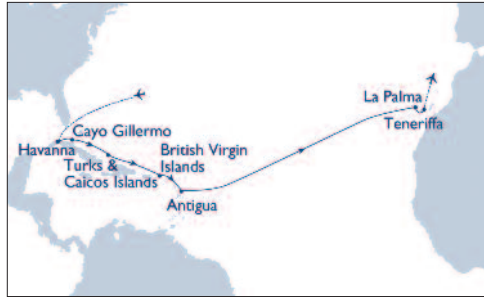 La Palma
Teneriffa
Cayo Gillermo
Havanna
British Virgin
Islands
Turks &
Caicos Islands
Antigua